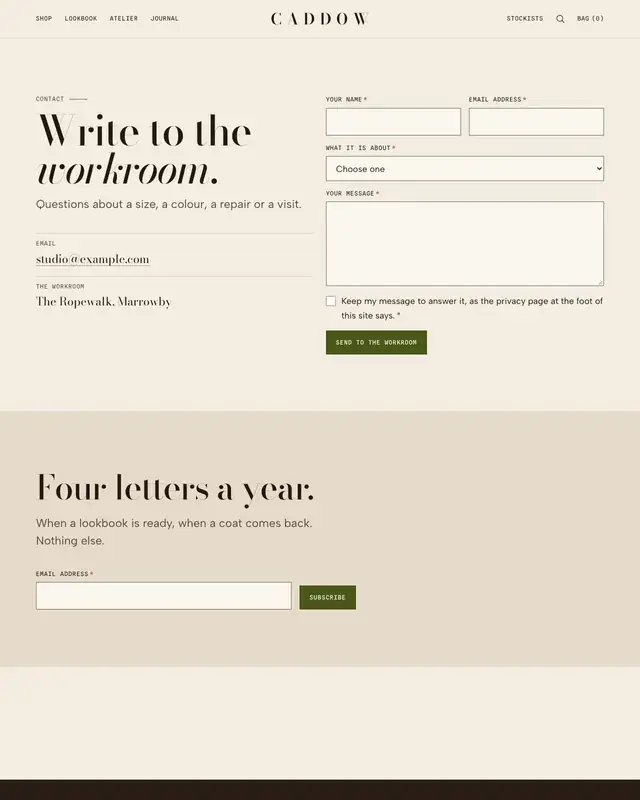 SHOP LOOKBOOK ATELIER JOURNAL
CADDOW
STOCKISTS BAG (0)
CONTACT
Write to the
workroom.
Questions about a size, a colour, a repair or a visit.
EMAIL
studio@example.com
THE WORKROOM
The Ropewalk, Marrowby
YOUR NAME *
EMAIL ADDRESS *
WHAT IT IS ABOUT *
Choose one
YOUR MESSAGE *
Keep my message to answer it, as the privacy page at the foot of
this site says. *
SEND TO THE WORKROOM
Four letters a year.
When a lookbook is ready, when a coat comes back.
Nothing else.
EMAIL ADDRESS *
SUBSCRIBE